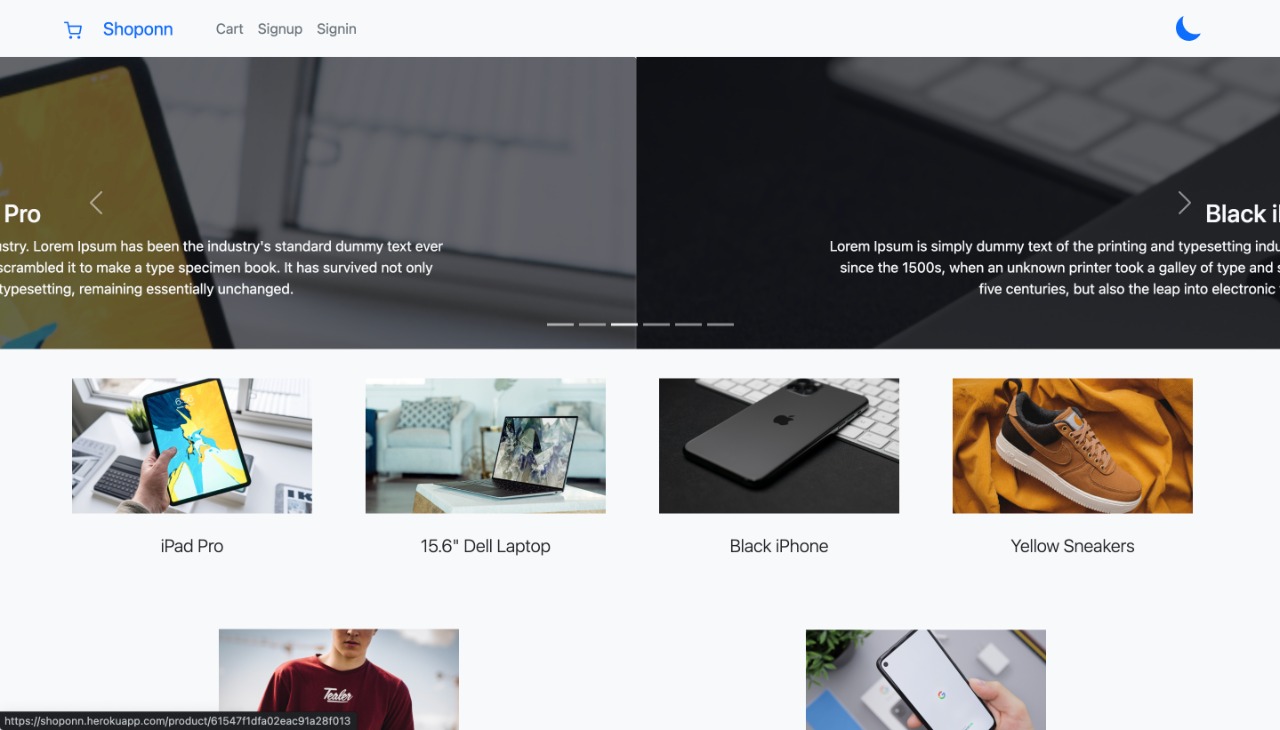 Shoponn
Cart Signup Signin
Pro
Black i
stry. Lorem Ipsum has been the industry's standard dummy text ever
scrambled it to make a type specimen book. It has survived not only
typesetting, remaining essentially unchanged.
Lorem Ipsum is simply dummy text of the printing and typesetting indu
since the 1500s, when an unknown printer took a galley of type and s
five centuries, but also the leap into electronic
iPad Pro
15.6" Dell Laptop
Black iPhone
Yellow Sneakers
Tealer
https://shoponn.herokuapp.com/product/61547f1dfa02eac91a28f013